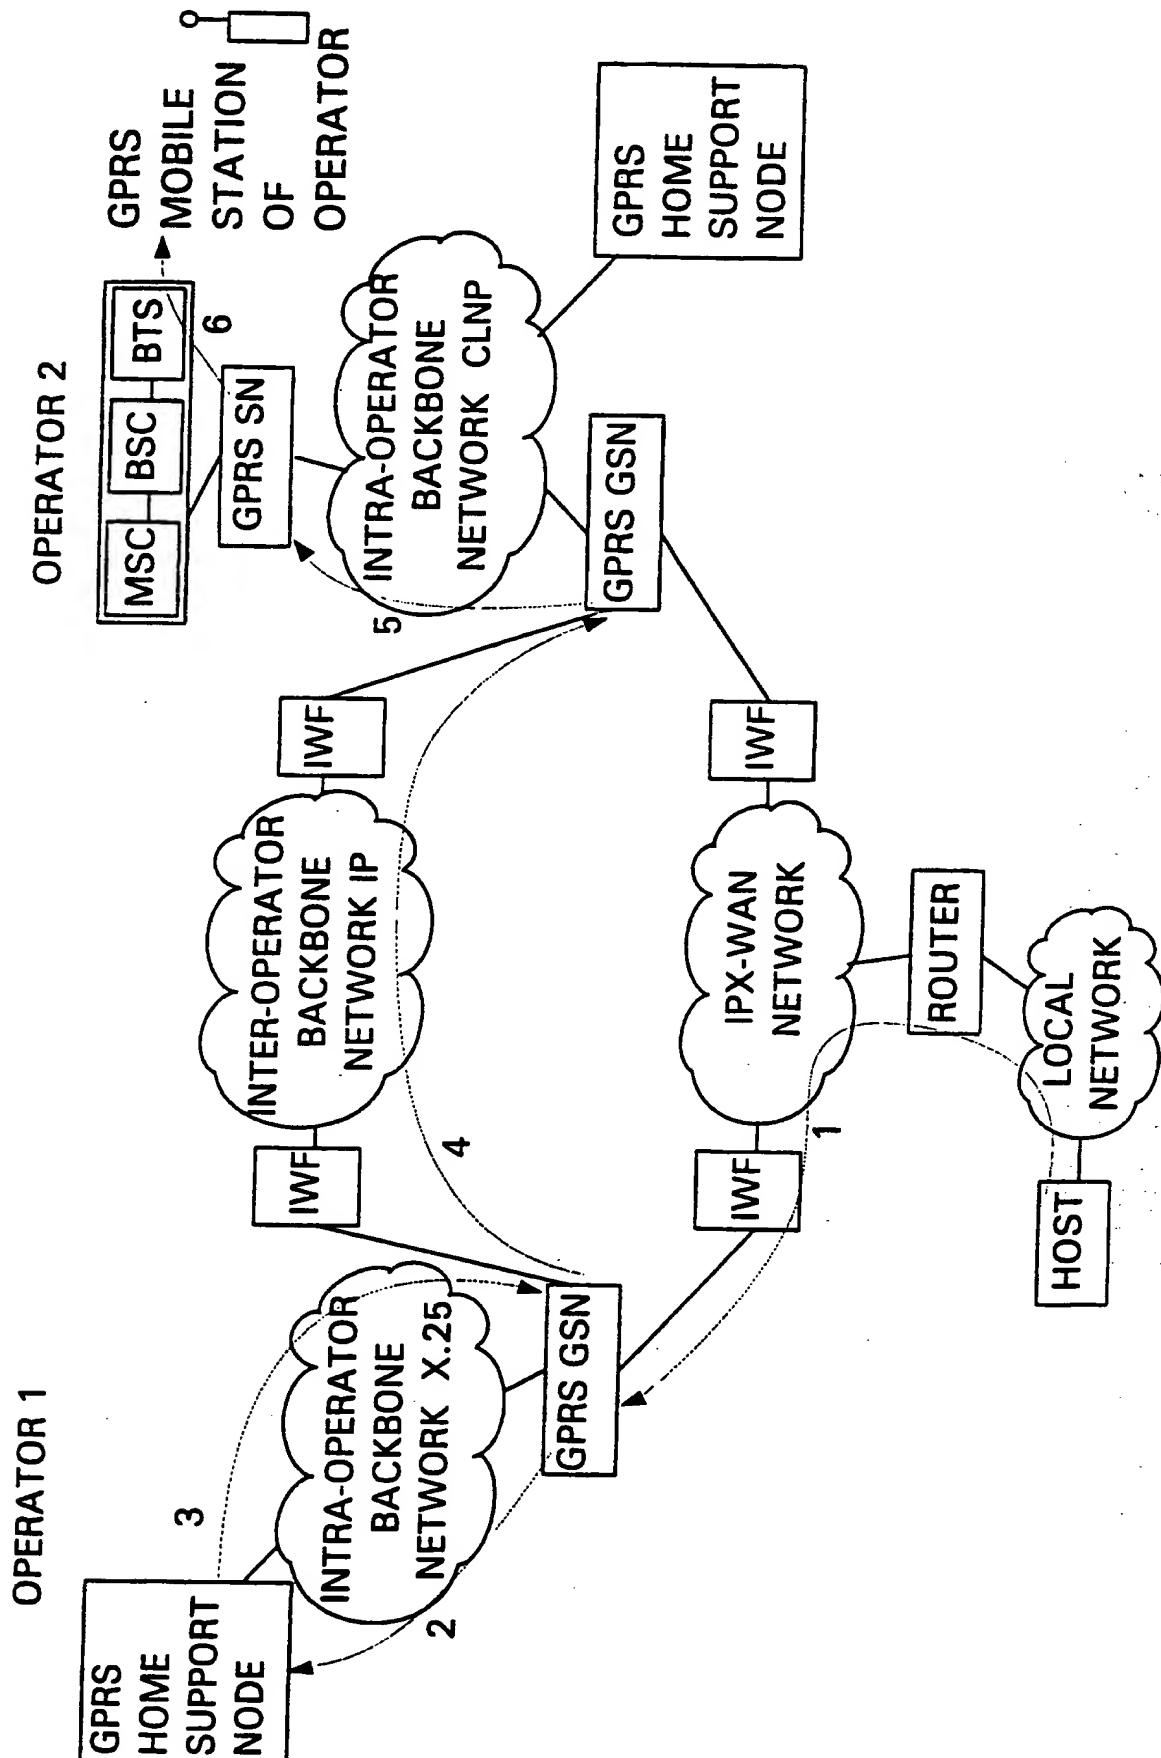 OPERATOR 1
OPERATOR 2
GPRS
HOME
SUPPORT
NODE
3
2
INTRA-OPERATOR
BACKBONE
NETWORK X.25
GPRS GSN
IWF
INTER-OPERATOR
BACKBONE
NETWORK IP
IWF
4
5
MSC
BSC
BTS
6
GPRS SN
GPRS
MOBILE
STATION
OF
OPERATOR
INTRA-OPERATOR
BACKBONE
NETWORK CLNP
GPRS GSN
GPRS
HOME
SUPPORT
NODE
IWF
1
IPX-WAN
NETWORK
IWF
ROUTER
HOST
LOCAL
NETWORK